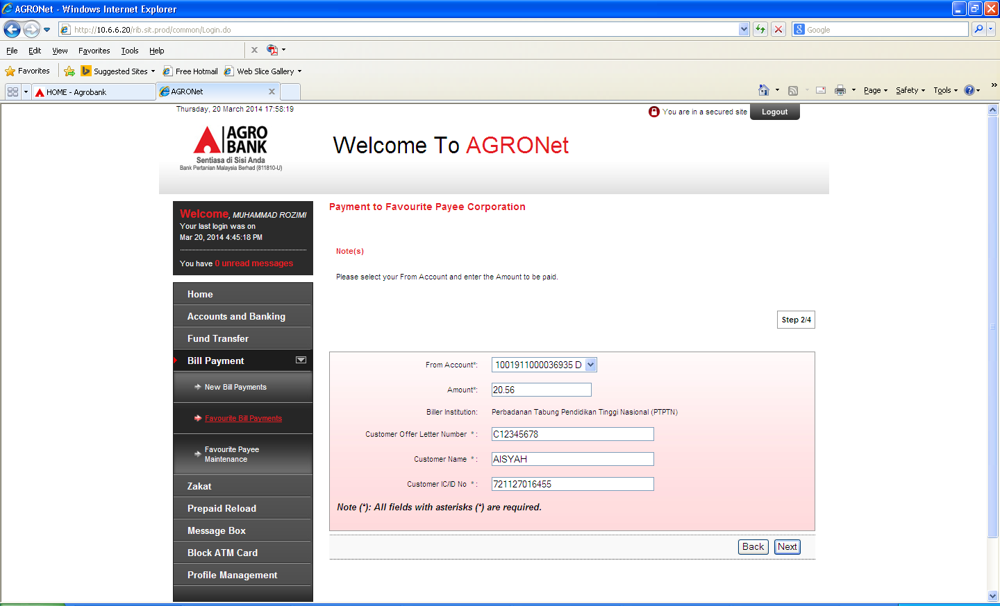 AGRONet - Windows Internet Explorer
http://10.6.6.20/rib.sit.prod/common/Login.do
Google
File Edit View Favorites Tools Help
Favorites Suggested Sites Free Hotmail Web Slice Gallery
HOME - Agrobank AGRONet Page Safety Tools
Thursday, 20 March 2014 17:58:19
You are in a secured site Logout
AGRO
BANK
Sentiasa di Sisi Anda
Bank Pertanian Malaysia Berhad (811810-U)
Welcome To AGRONet
Welcome, MUHAMMAD ROZIMI
Your last login was on
Mar 20, 2014 4:45:18 PM
You have 0 unread messages
Home
Accounts and Banking
Fund Transfer
Bill Payment
New Bill Payments
Favourite Bill Payments
Favourite Payee
Maintenance
Zakat
Prepaid Reload
Message Box
Block ATM Card
Profile Management
Payment to Favourite Payee Corporation
Note(s)
Please select your From Account and enter the Amount to be paid.
Step 2/4
From Account*: 1001911000036935 D
Amount*: 20.56
Biller Institution: Perbadanan Tabung Pendidikan Tinggi Nasional (PTPTN)
Customer Offer Letter Number * : C12345678
Customer Name * : AISYAH
Customer IC/ID No * : 721127016455
Note (*): All fields with asterisks (*) are required.
Back Next